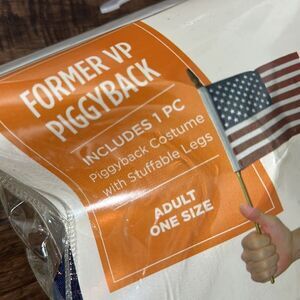 FORMER VP
PIGGYBACK
INCLUDES 1 PC
Piggyback Costume
with Stuffable Legs
ADULT
ONE SIZE